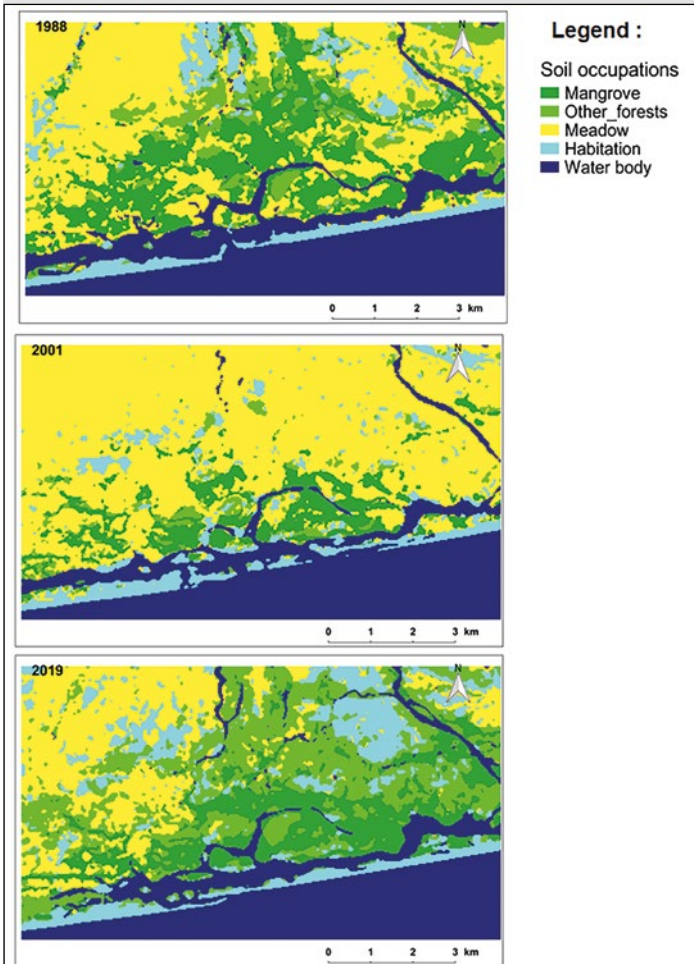 1988
N
0 1 2 3 km
2001
N
0 1 2 3 km
2019
N
0 1 2 3 km
Legend :
Soil occupations
Mangrove
Other_forests
Meadow
Habitation
Water body